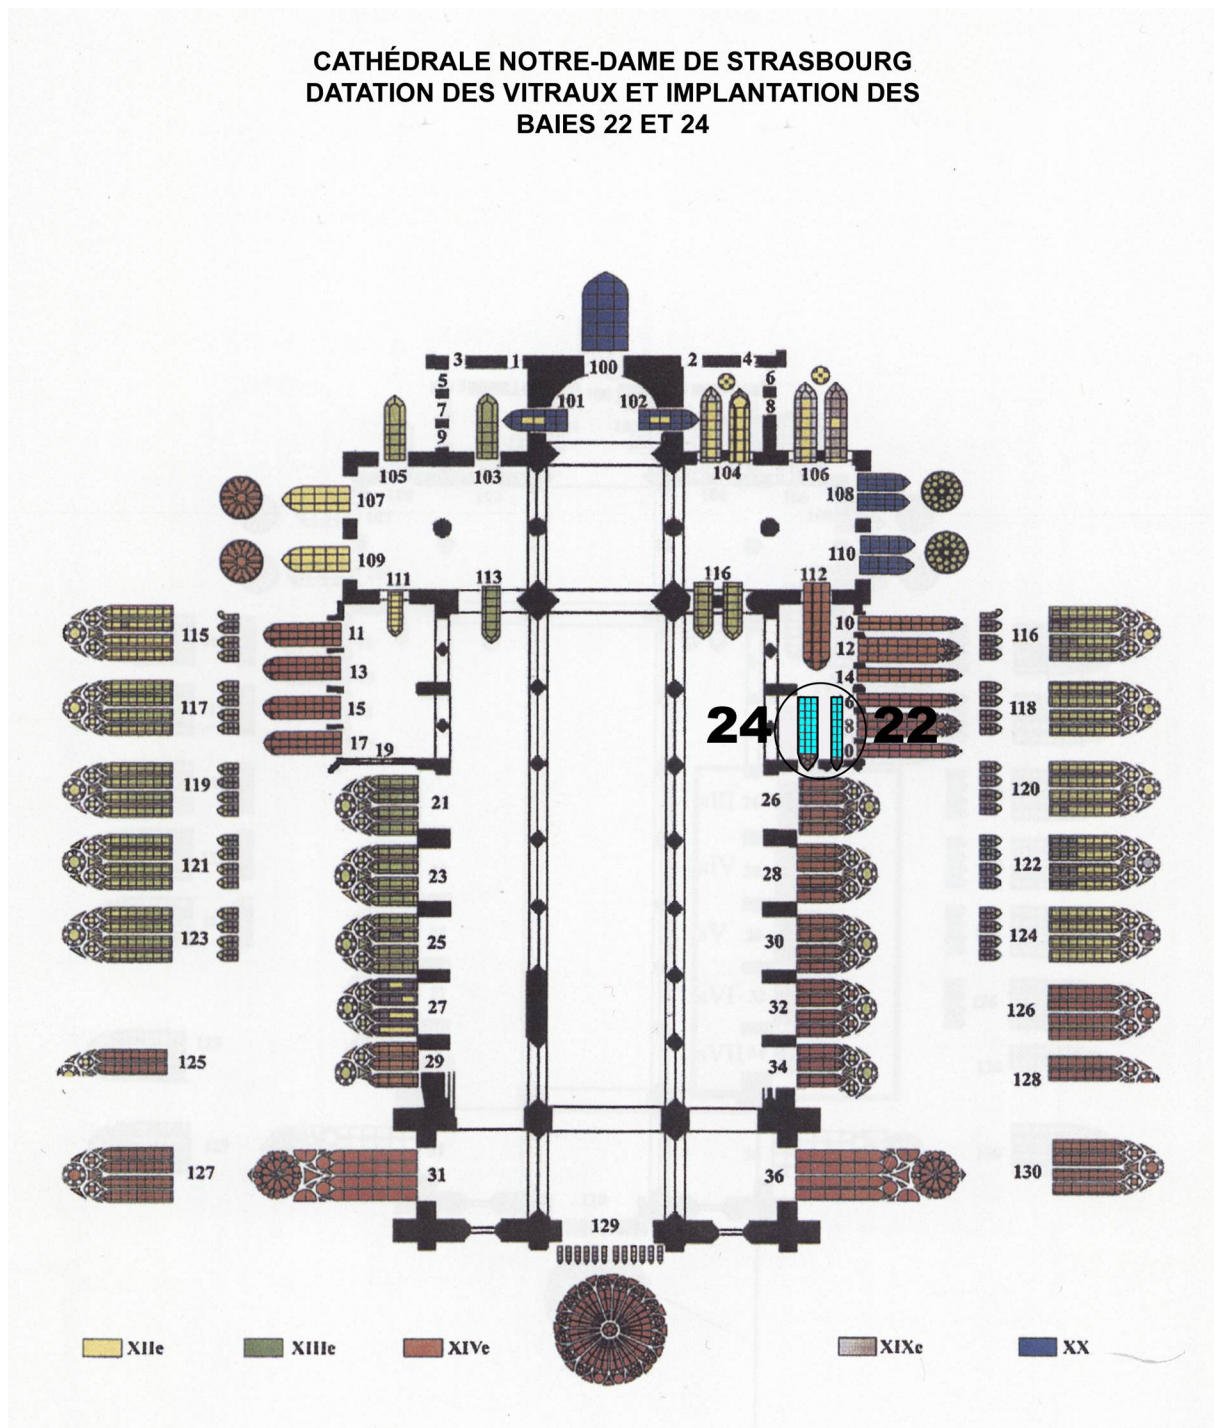 CATHÉDRALE NOTRE-DAME DE STRASBOURG
DATATION DES VITRAUX ET IMPLANTATION DES
BAIES 22 ET 24
3 1 100 2 4
5 6
7 101 102 8
9
105 103 104 106
107 108
109 110
111 113 116 112
115 11 10 116
13 12
14
117 15 24 6 22 118
8
17 19 0
119 21 26 120
121 23 28 122
123 25 30 124
27 32 126
125 29 34 128
127 31 36 130
129
XIIe XIIIe XIVe XIXe XX